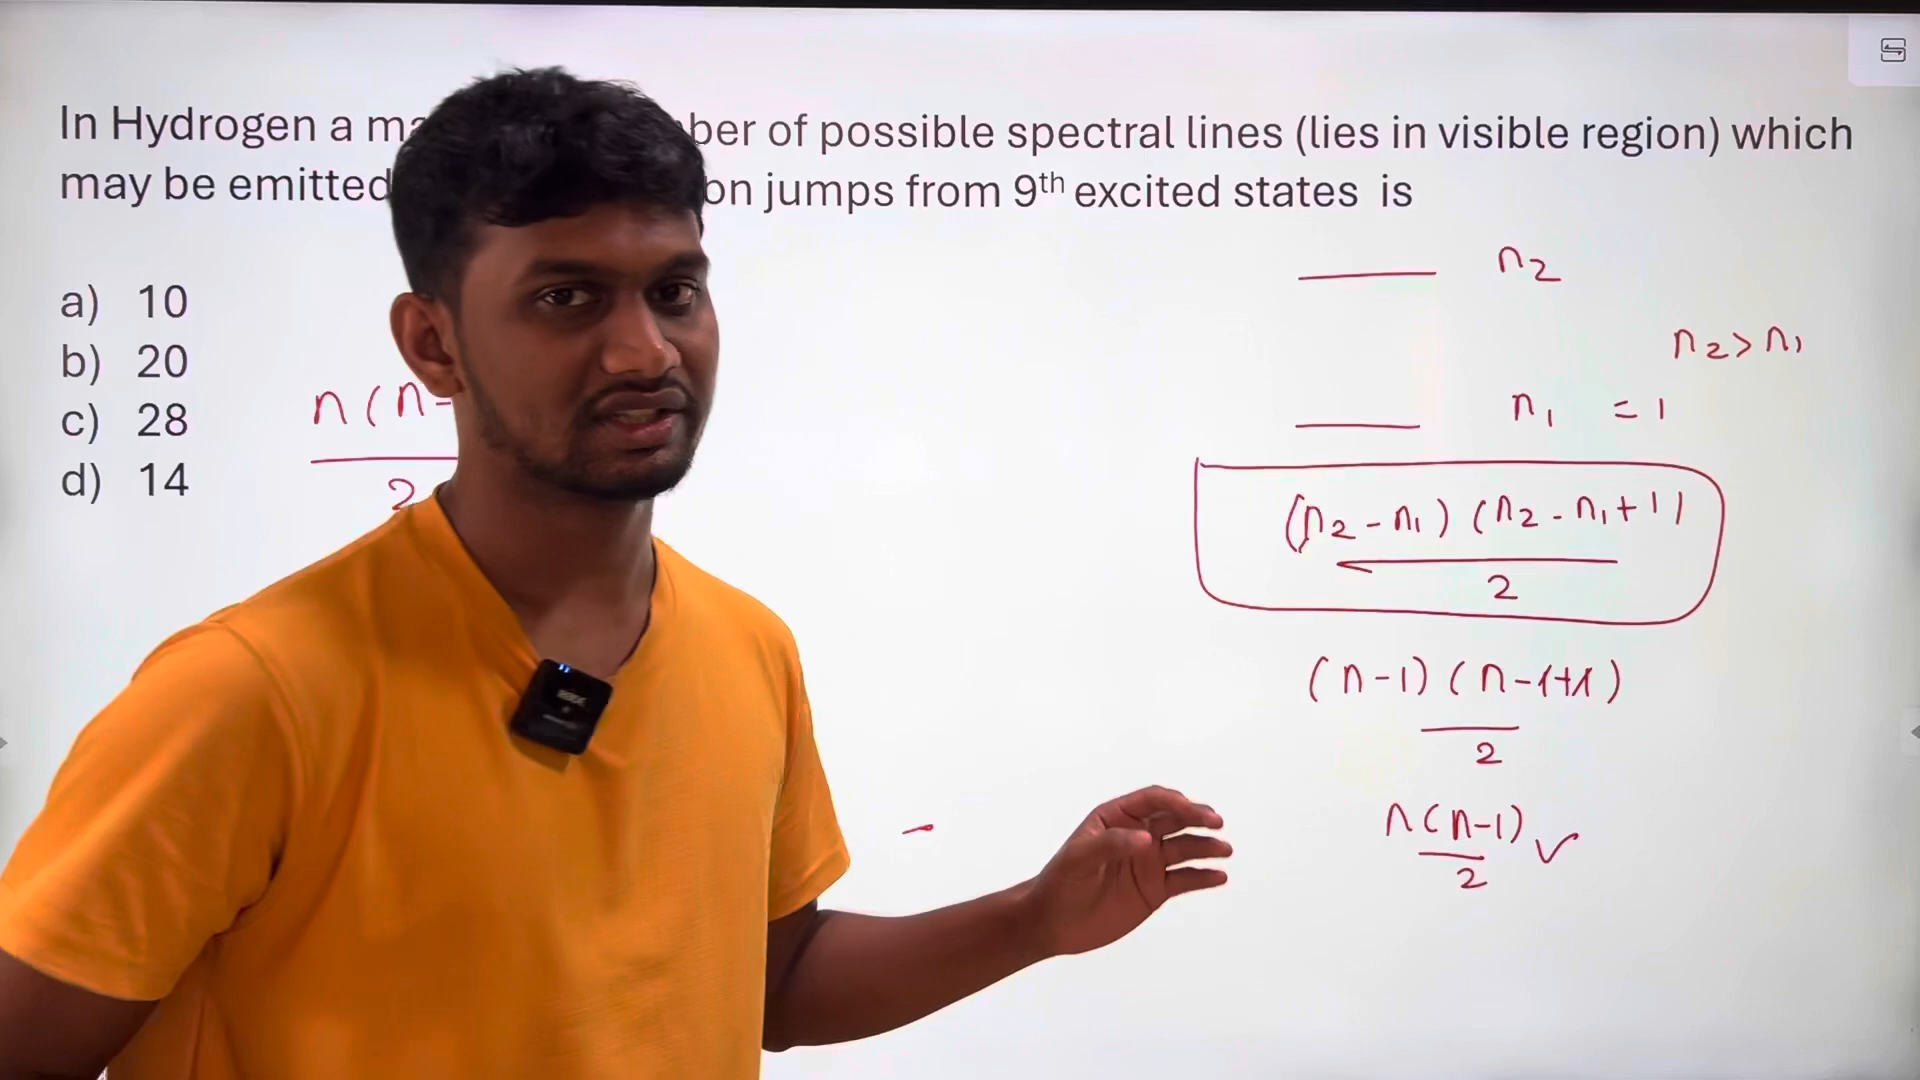 In Hydrogen a ber of possible spectral lines (lies in visible region) which
may be emitted on jumps from 9th excited states is
a) 10
b) 20
c) 28
d) 14
n(n-
2
n2
n2 > n1
n1 = 1
(n2 - n1) (n2 - n1 + 1)
2
(n-1) (n-1+1)
2
n(n-1) ✓
2